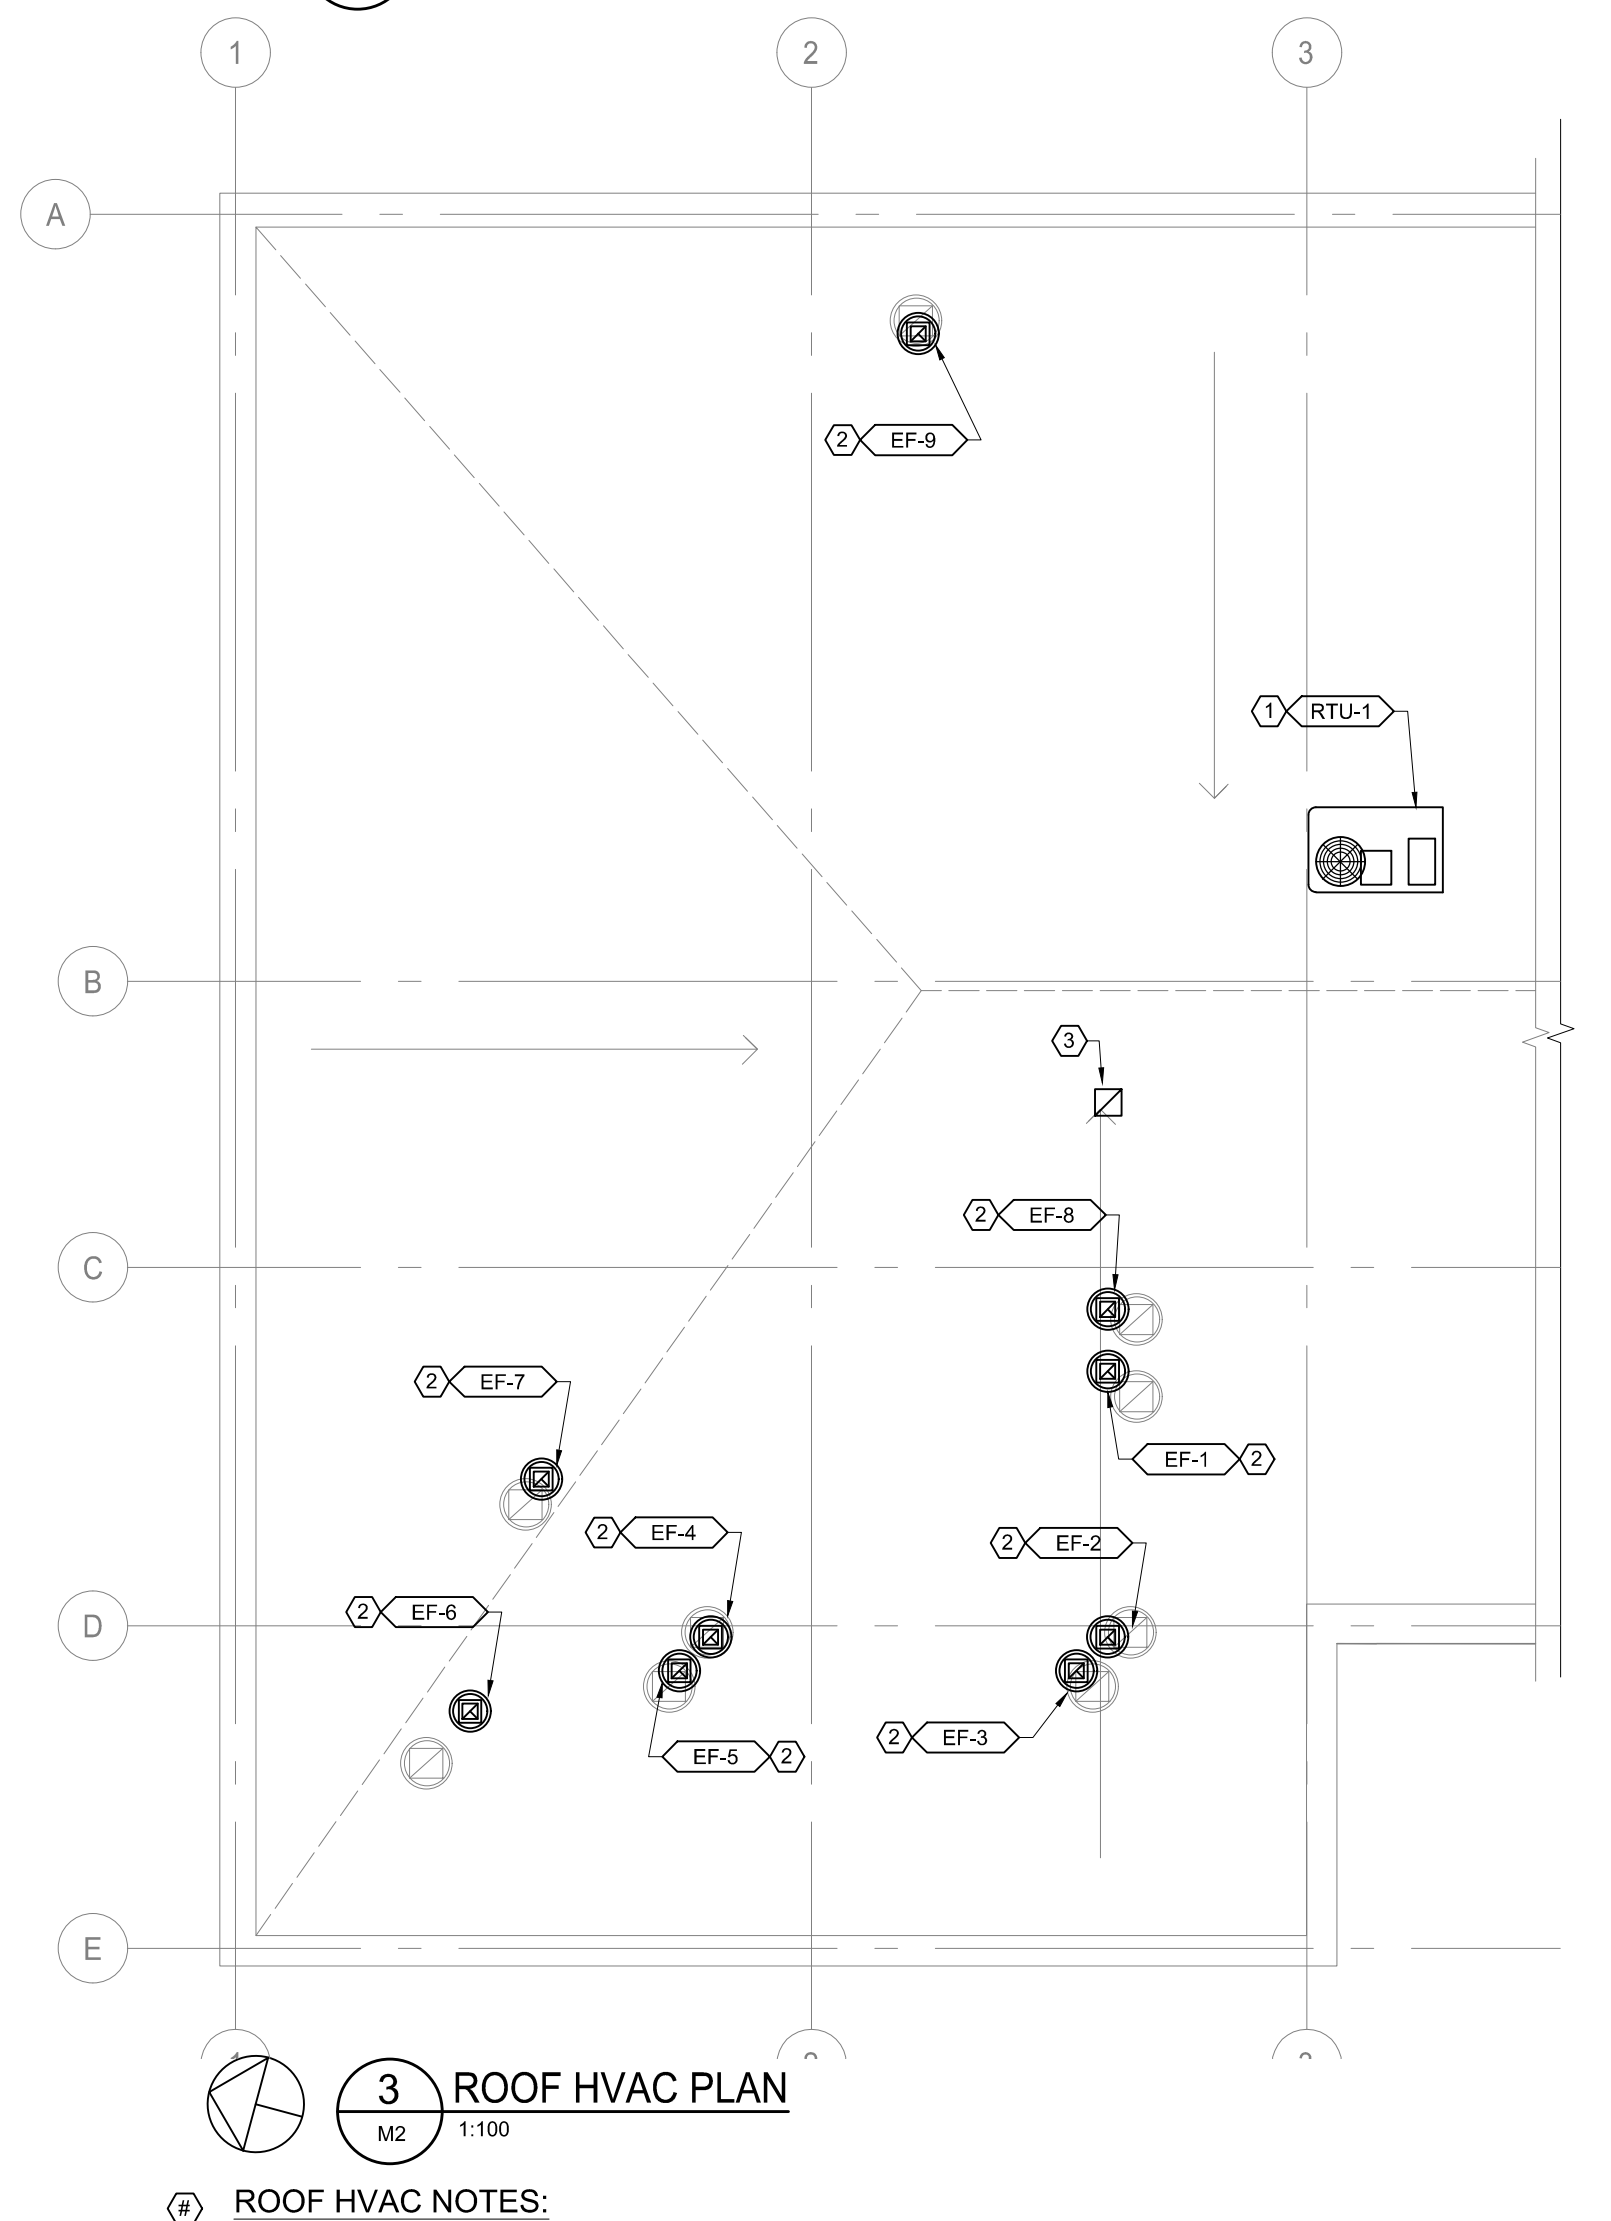 1 2 3
A
2 EF-9
1 RTU-1
B
3
2 EF-8
C
2 EF-7
EF-1 2
2 EF-4
2 EF-2
2 EF-6
D
2 EF-3
EF-5 2
E
3 ROOF HVAC PLAN
M2 1:100
# ROOF HVAC NOTES: